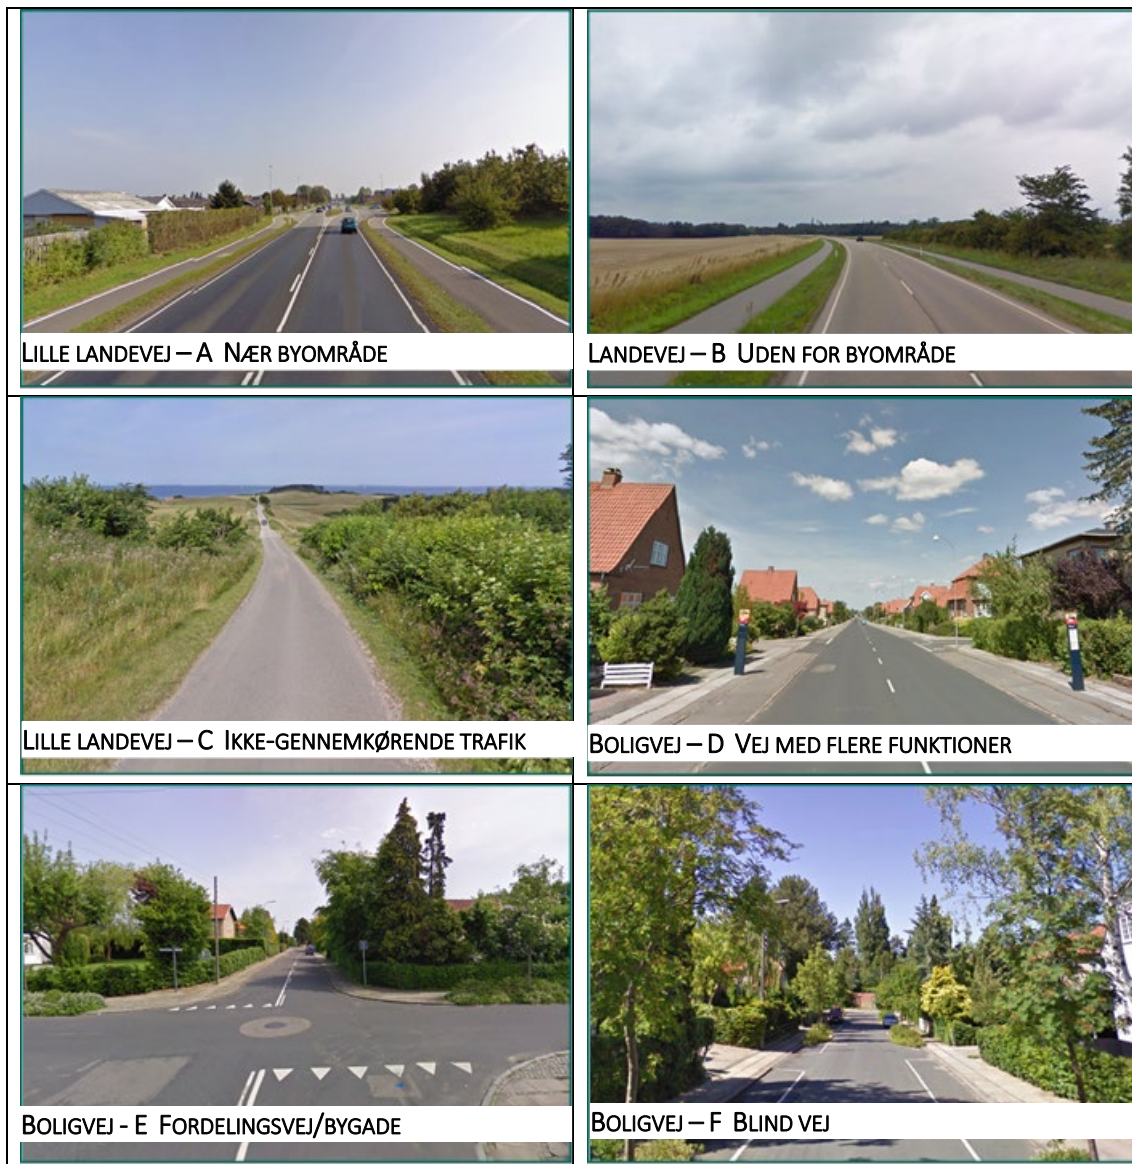 LILLE LANDEVEJ – A NÆR BYOMRÅDE
LANDEVEJ – B UDEN FOR BYOMRÅDE
LILLE LANDEVEJ – C IKKE-GENNEMKØRENDE TRAFIK
BOLIGVEJ – D VEJ MED FLERE FUNKTIONER
BOLIGVEJ - E FORDELINGSVEJ/BYGADE
BOLIGVEJ – F BLIND VEJ